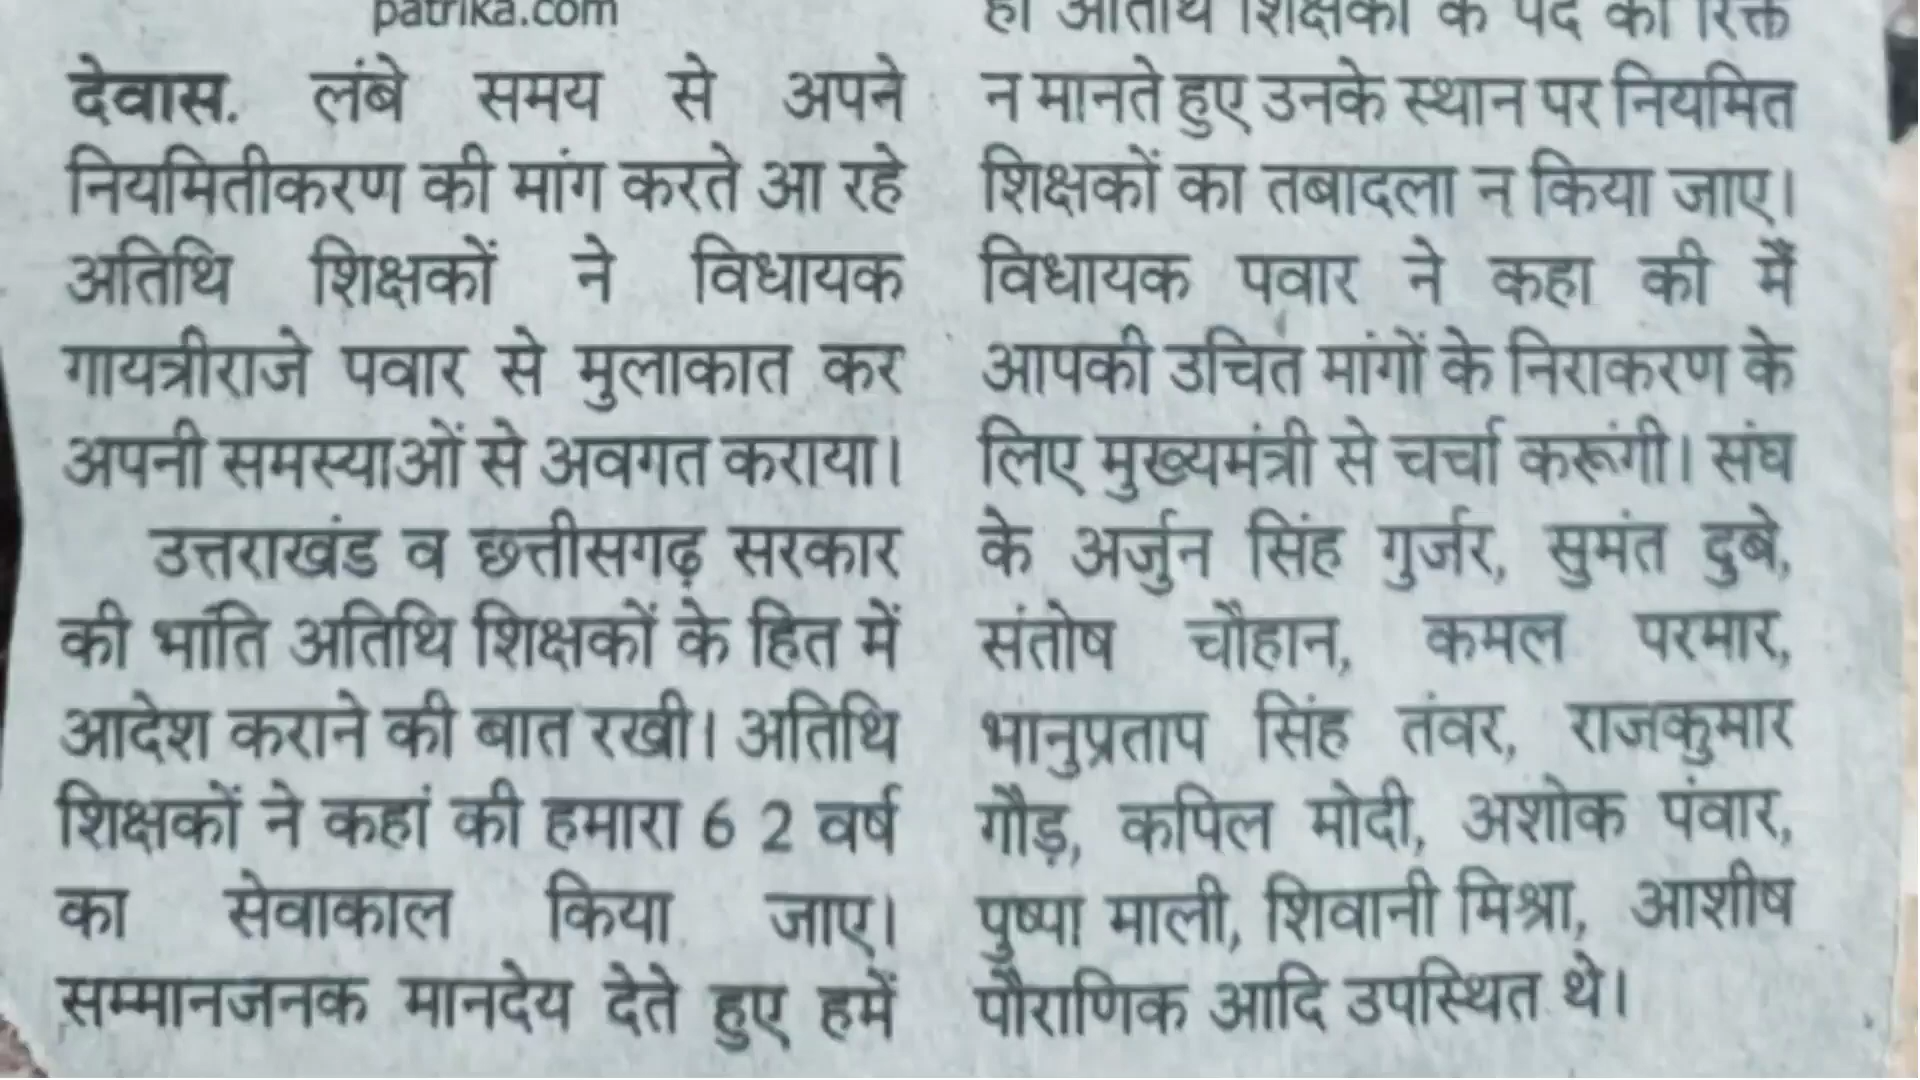 patrika.com
देवास. लंबे समय से अपने
नियमितीकरण की मांग करते आ रहे
अतिथि शिक्षकों ने विधायक
गायत्रीराजे पवार से मुलाकात कर
अपनी समस्याओं से अवगत कराया।
उत्तराखंड व छत्तीसगढ़ सरकार
की भांति अतिथि शिक्षकों के हित में
आदेश कराने की बात रखी। अतिथि
शिक्षकों ने कहां की हमारा 6 2 वर्ष
का सेवाकाल किया जाए।
सम्मानजनक मानदेय देते हुए हमें
ही अतिथि शिक्षकों के पद को रिक्त
न मानते हुए उनके स्थान पर नियमित
शिक्षकों का तबादला न किया जाए।
विधायक पवार ने कहा की मैं
आपकी उचित मांगों के निराकरण के
लिए मुख्यमंत्री से चर्चा करूंगी। संघ
के अर्जुन सिंह गुर्जर, सुमंत दुबे,
संतोष चौहान, कमल परमार,
भानुप्रताप सिंह तंवर, राजकुमार
गौड़, कपिल मोदी, अशोक पंवार,
पुष्पा माली, शिवानी मिश्रा, आशीष
पौराणिक आदि उपस्थित थे।